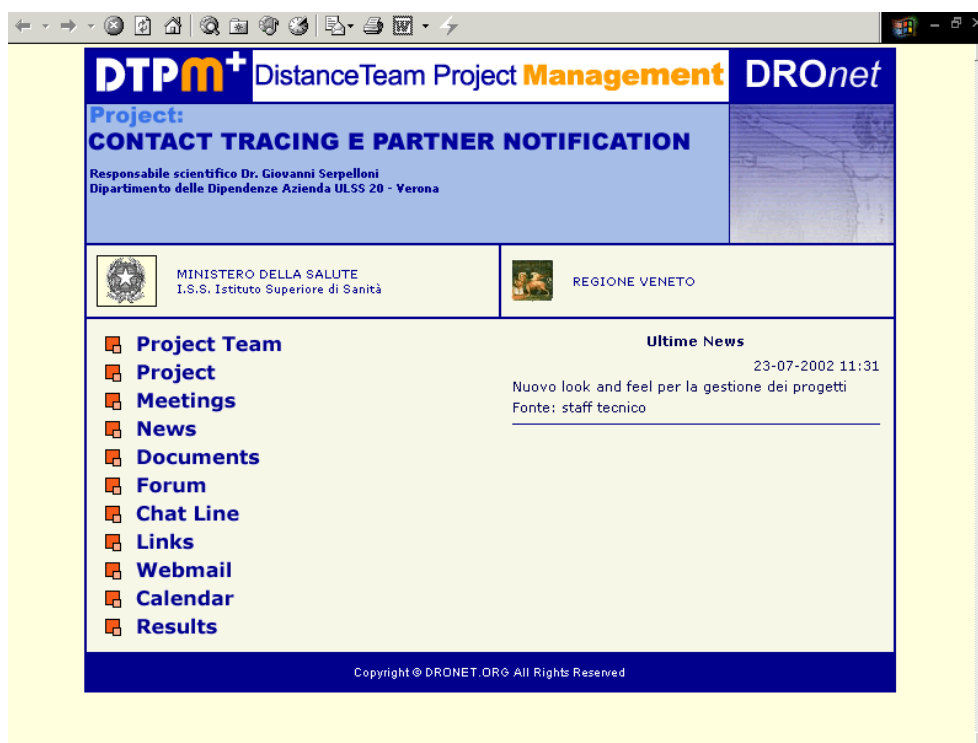 DTPM+ DistanceTeam Project Management DROnet
Project:
CONTACT TRACING E PARTNER NOTIFICATION
Responsabile scientifico Dr. Giovanni Serpelloni
Dipartimento delle Dipendenze Azienda ULSS 20 - Verona
MINISTERO DELLA SALUTE
I.S.S. Istituto Superiore di Sanità
REGIONE VENETO
Project Team
Project
Meetings
News
Documents
Forum
Chat Line
Links
Webmail
Calendar
Results
Ultime News
23-07-2002 11:31
Nuovo look and feel per la gestione dei progetti
Fonte: staff tecnico
Copyright © DRONET.ORG All Rights Reserved